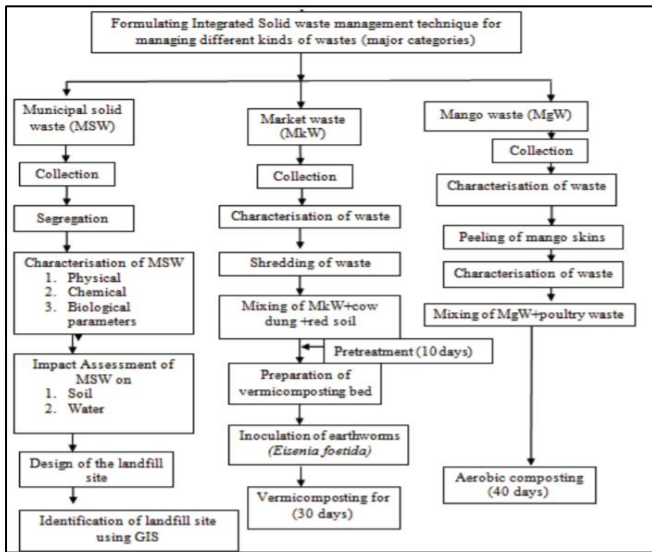 Formulating Integrated Solid waste management technique for
managing different kinds of wastes (major categories)
Municipal solid
waste (MSW)
Collection
Segregation
Characterisation of MSW
1. Physical
2. Chemical
3. Biological
parameters
Impact Assessment of
MSW on
1. Soil
2. Water
Design of the landfill
site
Identification of landfill site
using GIS
Market waste
(MkW)
Collection
Characterisation of waste
Shredding of waste
Mixing of MkW+cow
dung +red soil
Pretreatment (10 days)
Preparation of
vermicomposting bed
Inoculation of earthworms
(Eisenia foetida)
Vermicomposting for
(30 days)
Mango waste (MgW)
Collection
Characterisation of waste
Peeling of mango skins
Characterisation of waste
Mixing of MgW+poultry waste
Aerobic composting
(40 days)